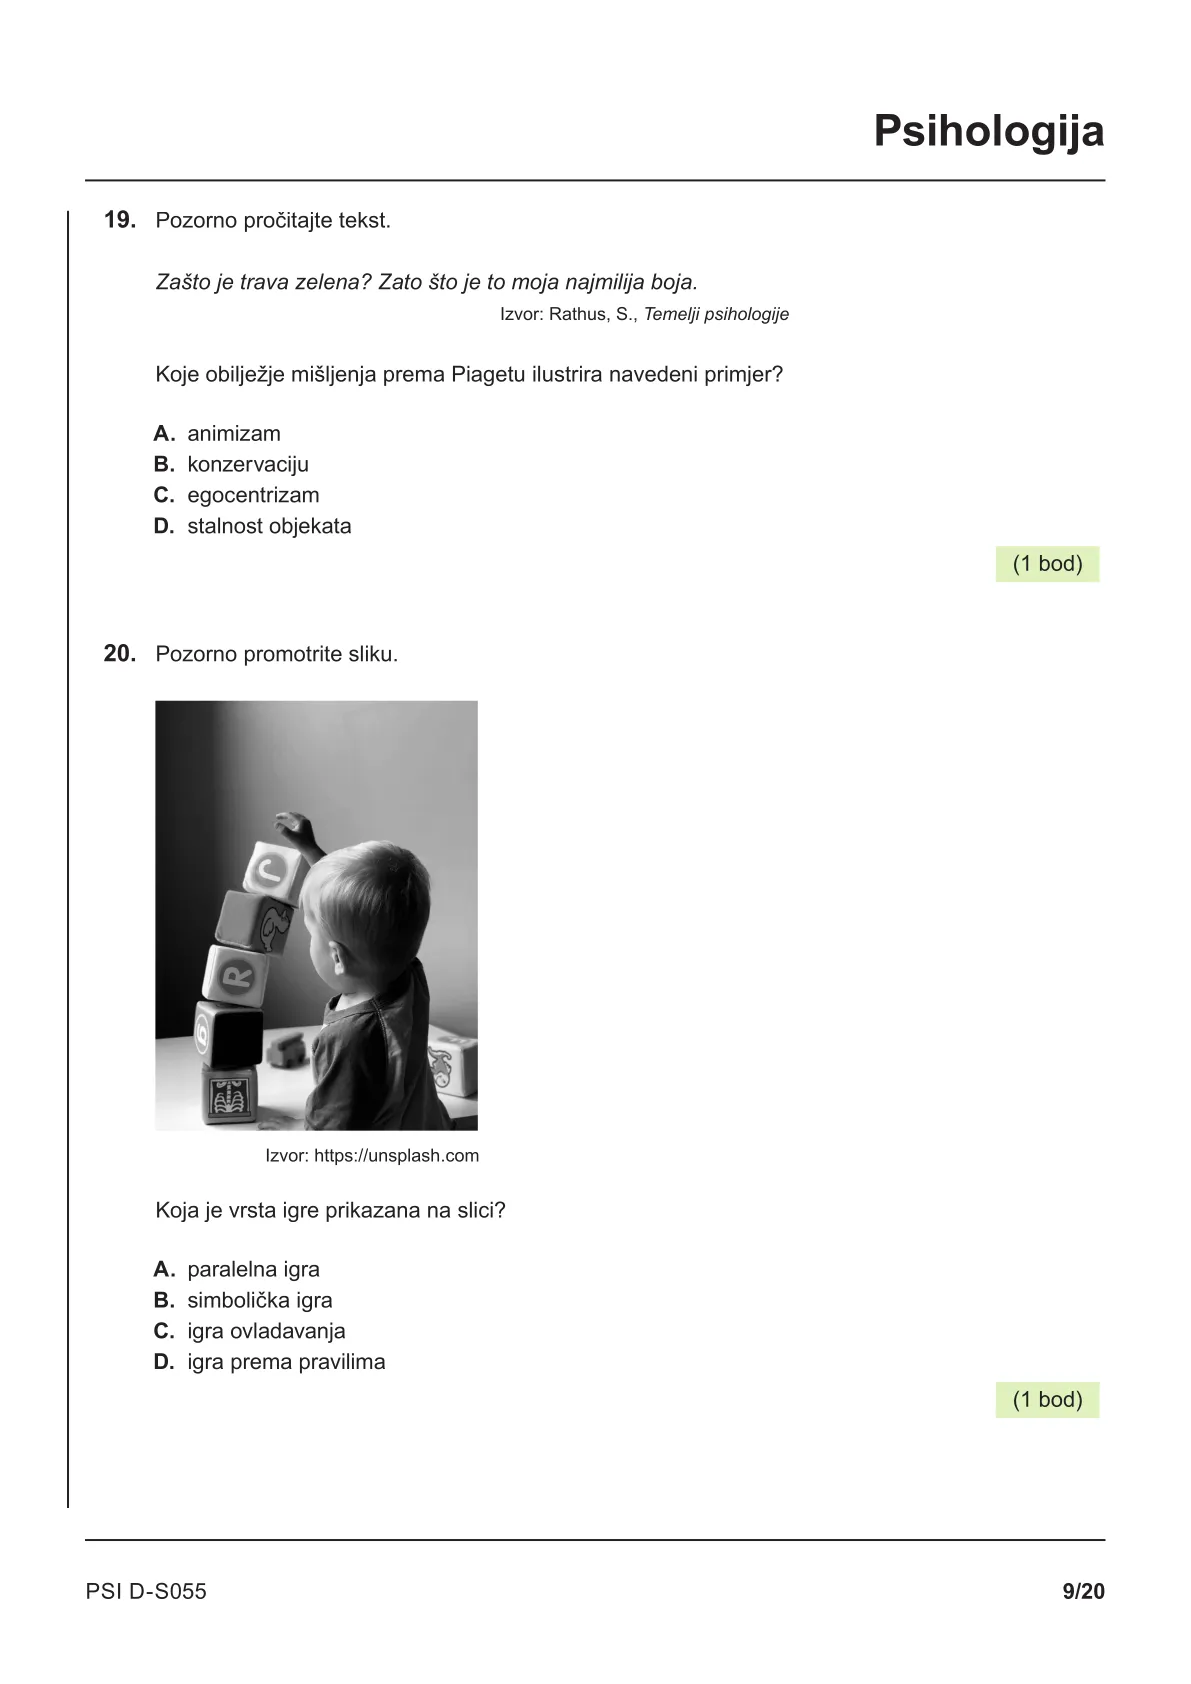 Psihologija
19. Pozorno pročitajte tekst.
Zašto je trava zelena? Zato što je to moja najmilija boja.
Izvor: Rathus, S., Temelji psihologije
Koje obilježje mišljenja prema Piagetu ilustrira navedeni primjer?
A. animizam
B. konzervaciju
C. egocentrizam
D. stalnost objekata
(1 bod)
20. Pozorno promotrite sliku.
R
Izvor: https://unsplash.com
Koja je vrsta igre prikazana na slici?
A. paralelna igra
B. simbolička igra
C. igra ovladavanja
D. igra prema pravilima
(1 bod)
PSI D-S055
9/20